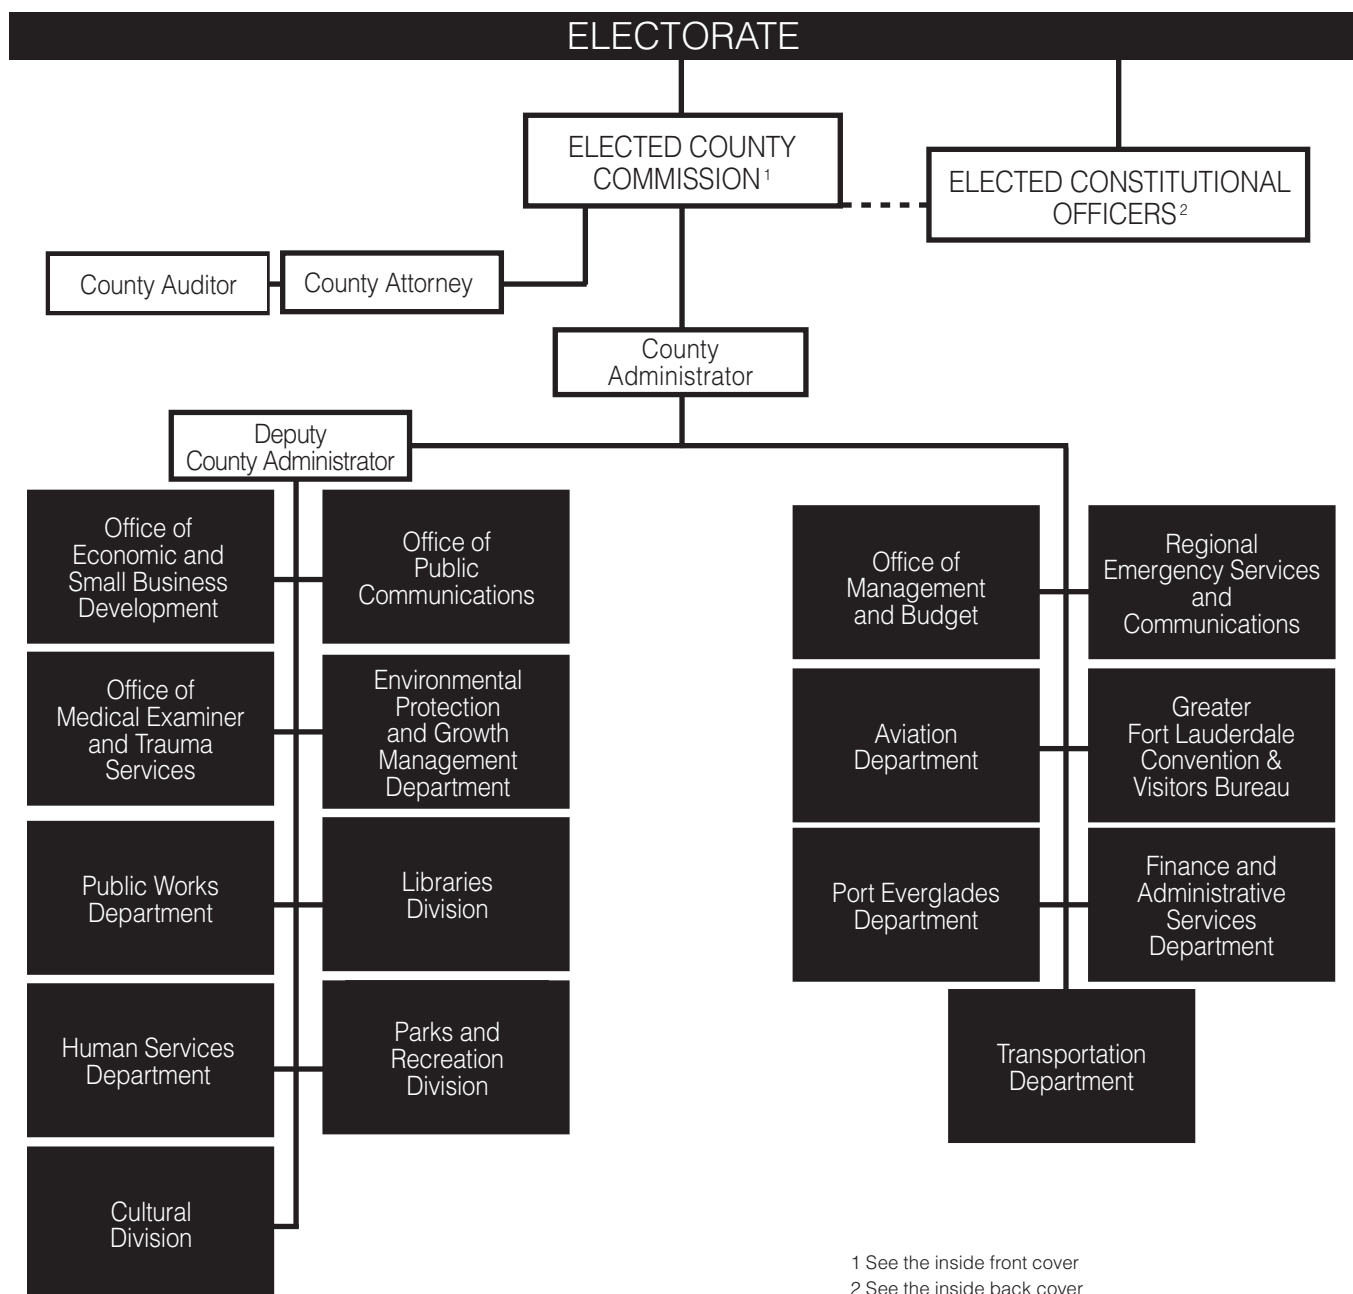 ELECTORATE
ELECTED COUNTY
COMMISSION 1
ELECTED CONSTITUTIONAL
OFFICERS 2
County Auditor
County Attorney
County
Administrator
Deputy
County Administrator
Office of
Economic and
Small Business
Development
Office of
Public
Communications
Office of
Medical Examiner
and Trauma
Services
Environmental
Protection
and Growth
Management
Department
Public Works
Department
Libraries
Division
Human Services
Department
Parks and
Recreation
Division
Cultural
Division
Office of
Management
and Budget
Regional
Emergency Services
and
Communications
Aviation
Department
Greater
Fort Lauderdale
Convention &
Visitors Bureau
Port Everglades
Department
Finance and
Administrative
Services
Department
Transportation
Department
1 See the inside front cover
2 See the inside back cover